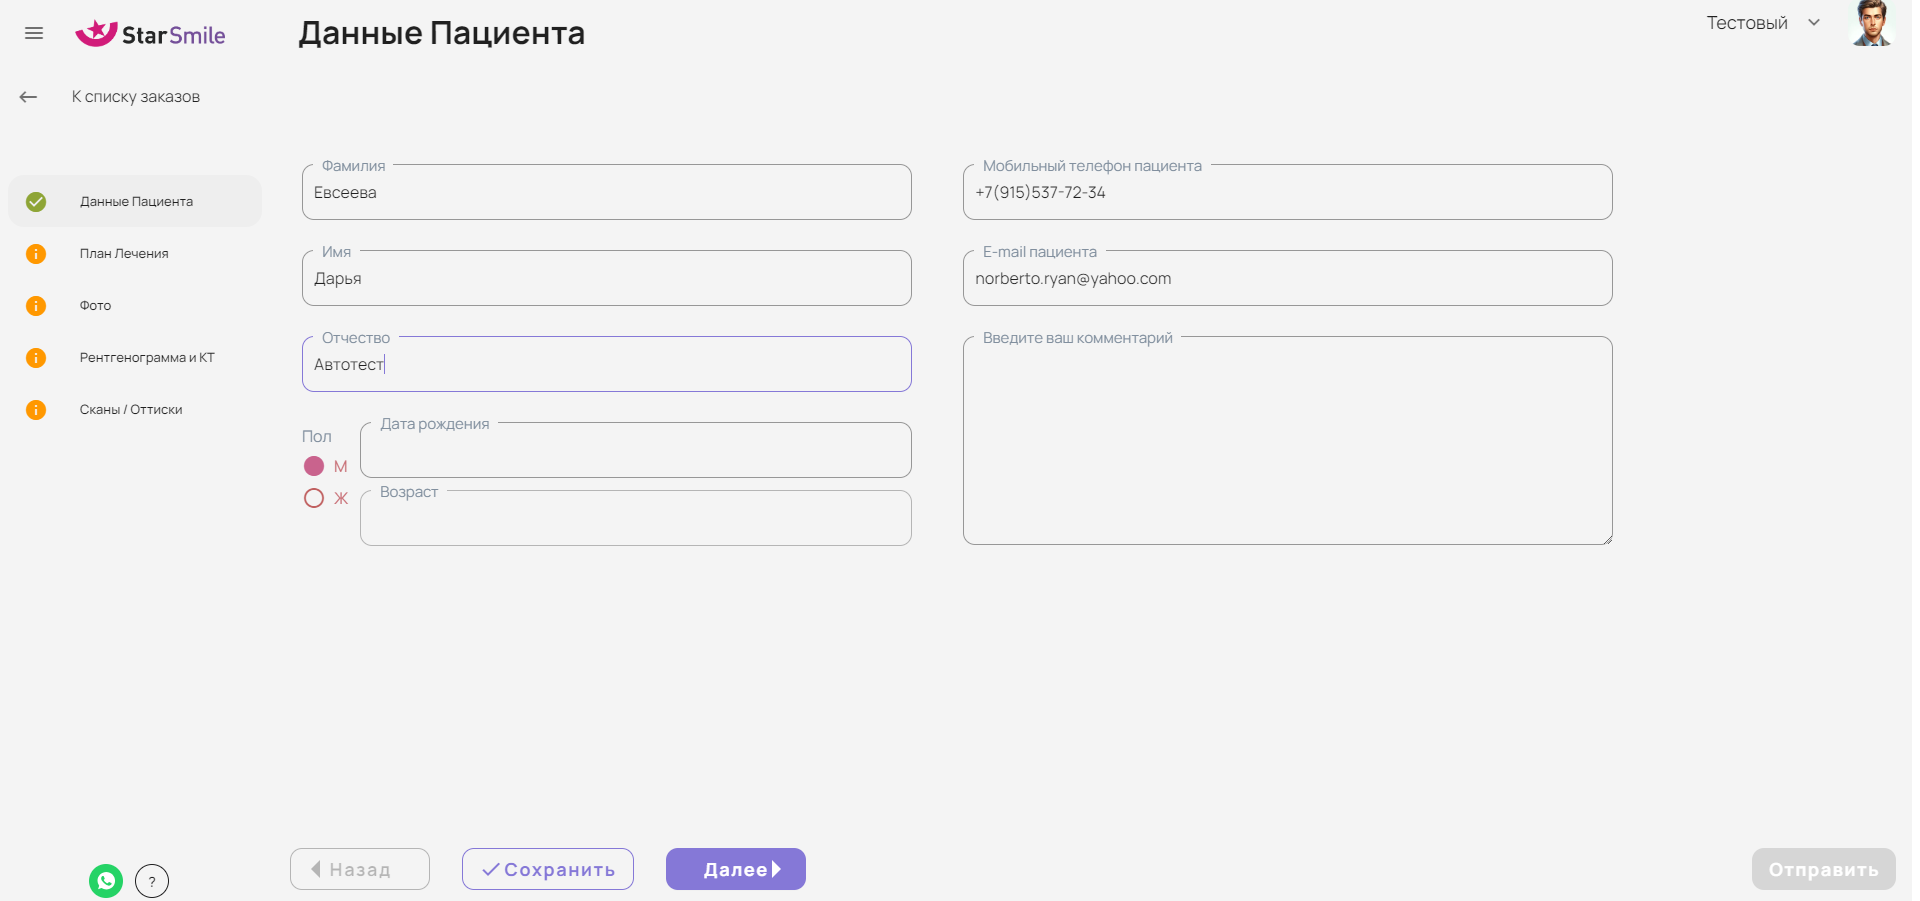 StarSmile
Данные Пациента
Тестовый
К списку заказов
Данные Пациента
План Лечения
Фото
Рентгенограмма и КТ
Сканы / Оттиски
Фамилия
Евсеева
Имя
Дарья
Отчество
Автотест
Пол
М
Ж
Дата рождения
Возраст
Мобильный телефон пациента
+7(915)537-72-34
E-mail пациента
norberto.ryan@yahoo.com
Введите ваш комментарий
?
Назад
Сохранить
Далее
Отправить